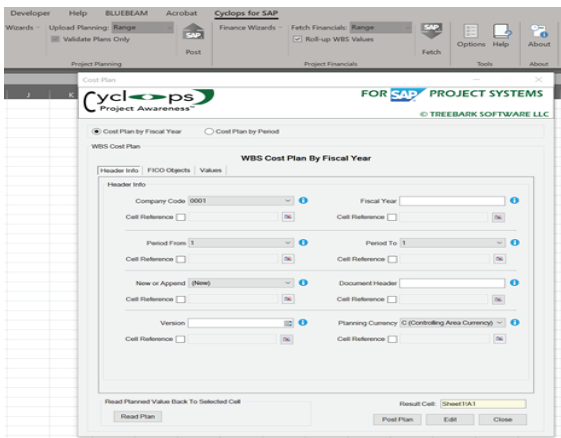 Developer Help BLUEBEAM Acrobat Cyclops for SAP
Wizards Upload Planning: Range Finance Wizards Fetch Financials: Range
Validate Plans Only SAP Roll-up WBS Values SAP
Post Fetch Options Help About
Project Planning Project Financials Tools About
Cost Plan
J K
Cyclops FOR SAP PROJECT SYSTEMS
Project Awareness
© TREEBARK SOFTWARE LLC
Cost Plan by Fiscal Year Cost Plan by Period
WBS Cost Plan
WBS Cost Plan By Fiscal Year
Header Info FICO Objects Values
Header Info
Company Code 0001 Fiscal Year
Cell Reference Cell Reference
Period From 1 Period To 1
Cell Reference Cell Reference
New or Append (New) Document Header
Cell Reference Cell Reference
Version Planning Currency C (Controlling Area Currency)
Cell Reference Cell Reference
Read Planned Value Back To Selected Cell Result Cell: Sheet1!A1
Read Plan Post Plan Edit Close